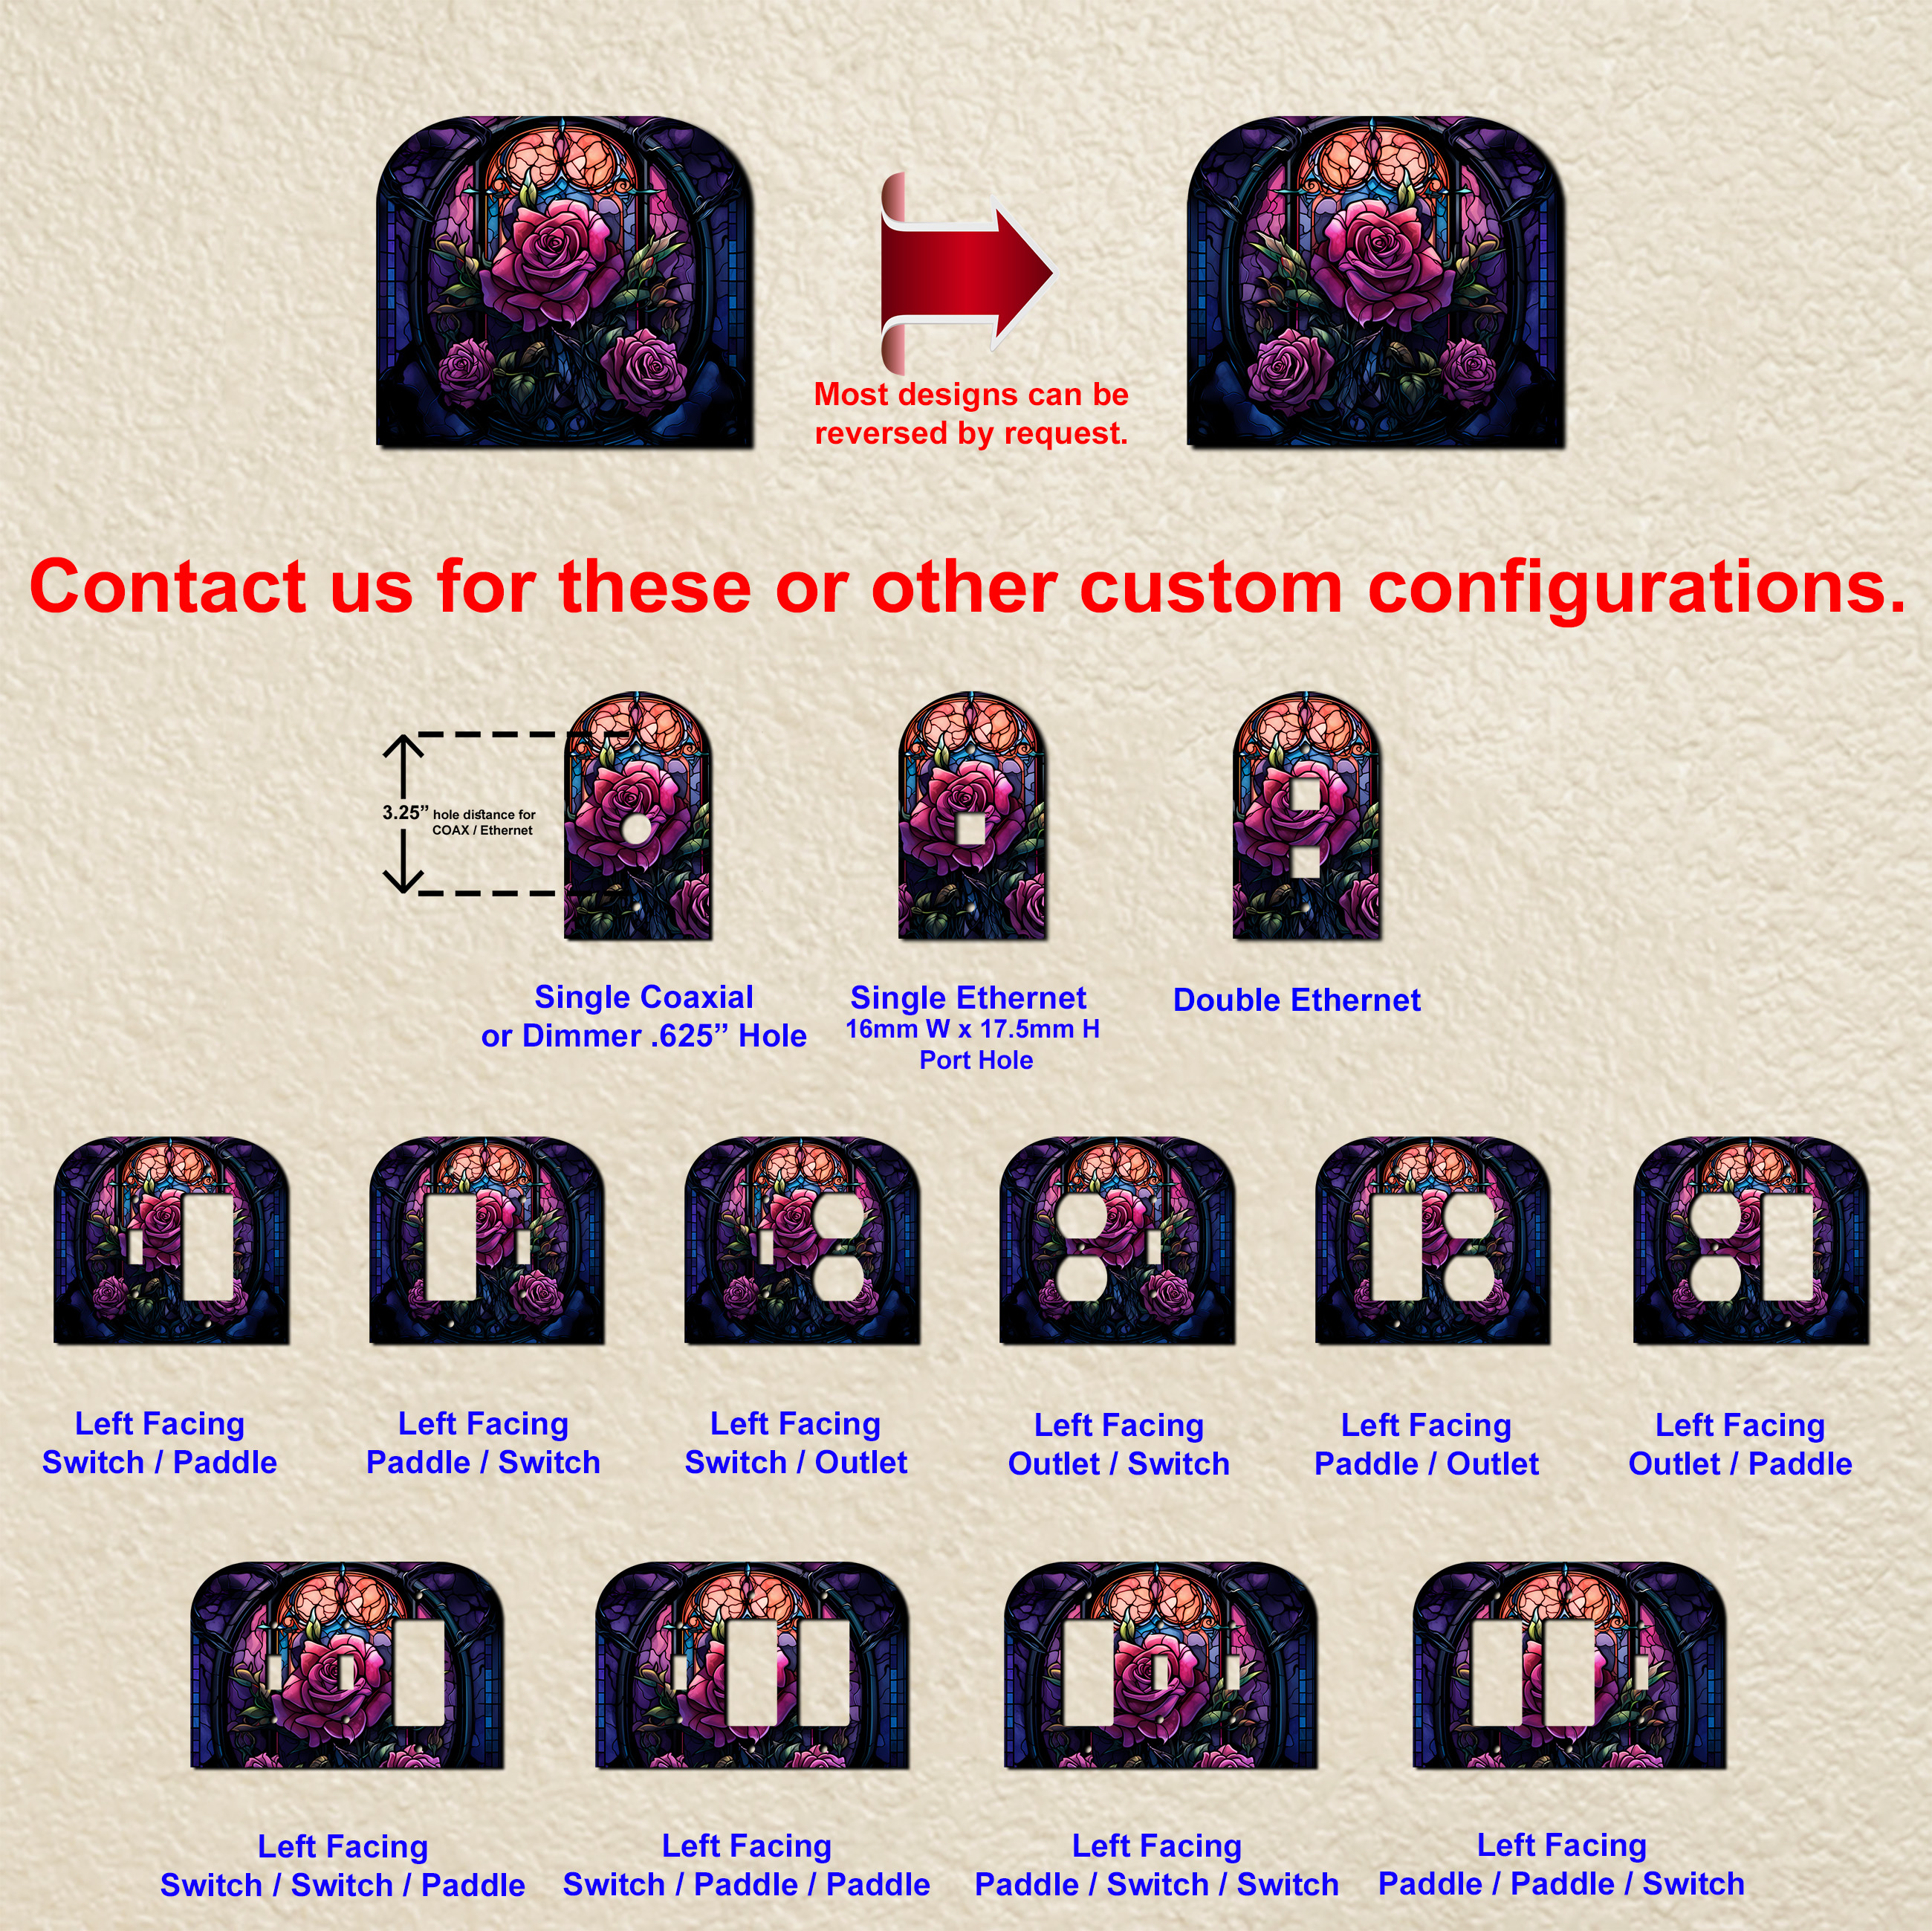 Most designs can be
reversed by request.
Contact us for these or other custom configurations.
3.25” hole distance for
COAX / Ethernet
Single Coaxial
or Dimmer .625” Hole
Single Ethernet
16mm W x 17.5mm H
Port Hole
Double Ethernet
Left Facing
Switch / Paddle
Left Facing
Paddle / Switch
Left Facing
Switch / Outlet
Left Facing
Outlet / Switch
Left Facing
Paddle / Outlet
Left Facing
Outlet / Paddle
Left Facing
Switch / Switch / Paddle
Left Facing
Switch / Paddle / Paddle
Left Facing
Paddle / Switch / Switch
Left Facing
Paddle / Paddle / Switch